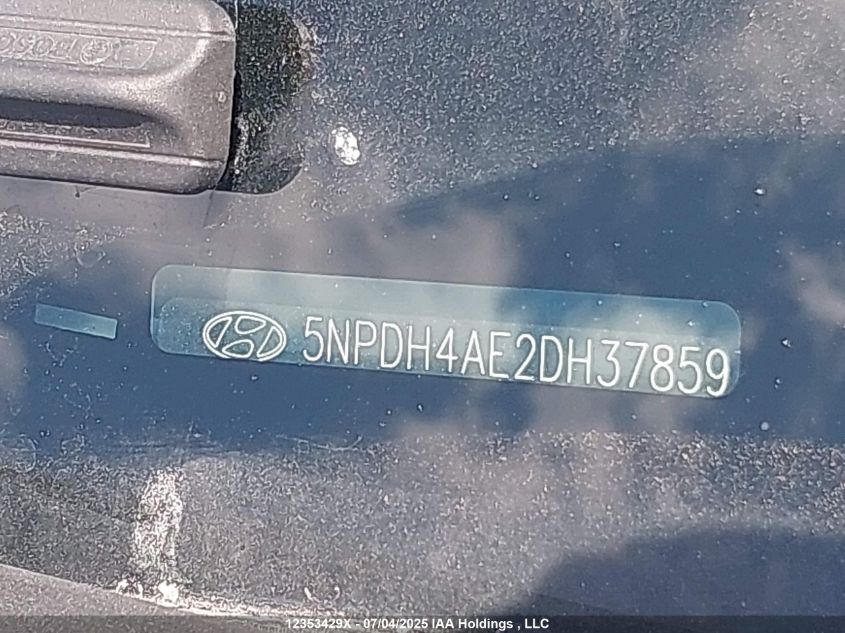 5NPDH4AE2DH37859
12353429X - 07/04/2025 IAA Holdings , LLC